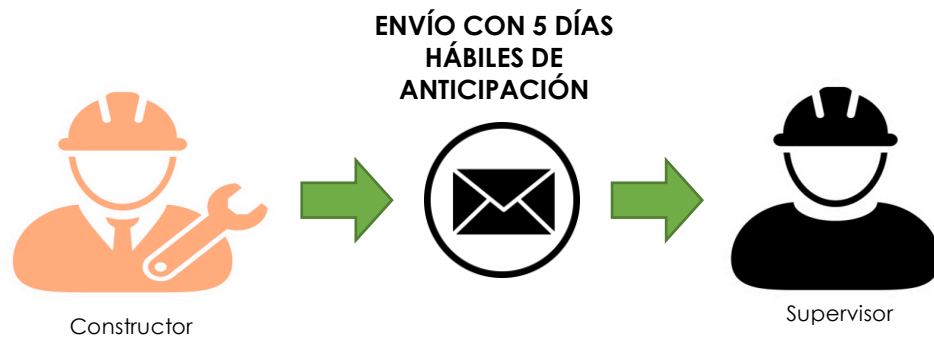 ENVÍO CON 5 DÍAS
HÁBILES DE
ANTICIPACIÓN
Constructor
Supervisor